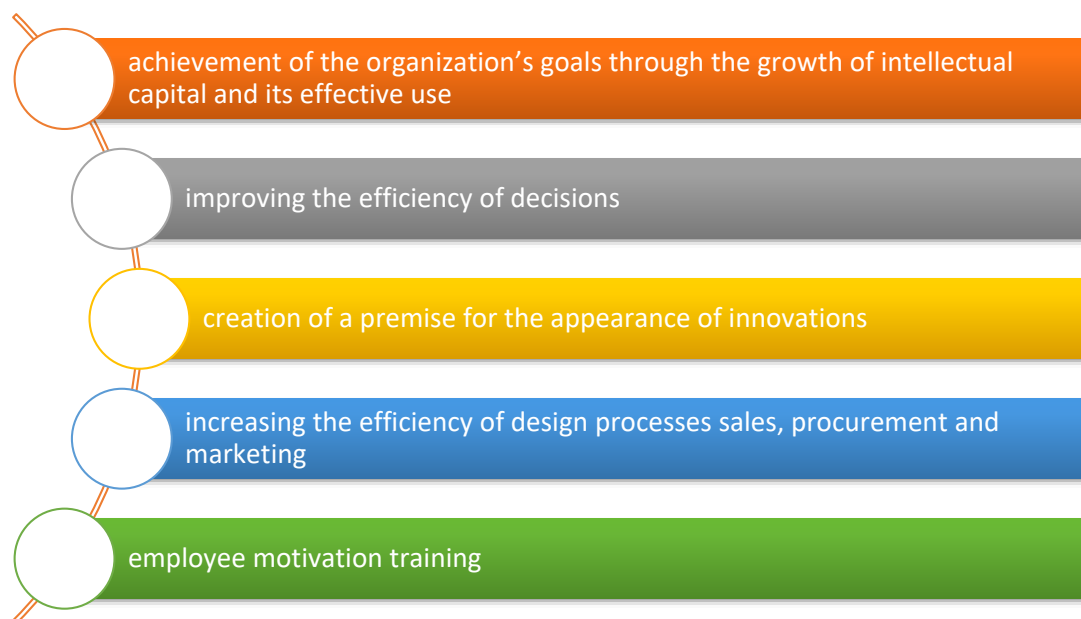 achievement of the organization’s goals through the growth of intellectual
capital and its effective use
improving the efficiency of decisions
creation of a premise for the appearance of innovations
increasing the efficiency of design processes sales, procurement and
marketing
employee motivation training